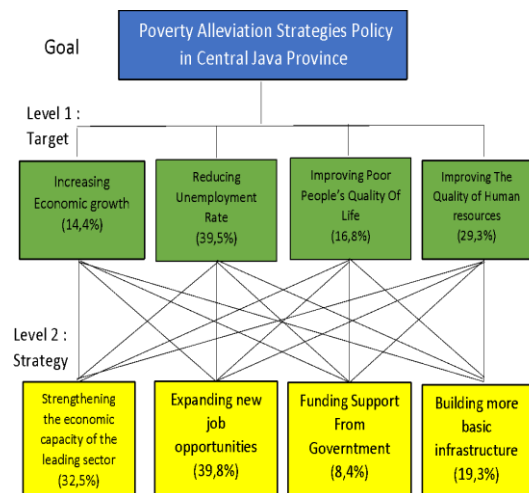 Goal
Poverty Alleviation Strategies Policy
in Central Java Province
Level 1 :
Target
Increasing
Economic growth
(14,4%)
Reducing
Unemployment
Rate
(39,5%)
Improving Poor
People's Quality Of
Life
(16,8%)
Improving The
Quality of Human
resources
(29,3%)
Level 2 :
Strategy
Strengthening
the economic
capacity of the
leading sector
(32,5%)
Expanding new
job
opportunities
(39,8%)
Funding Support
From
Governtment
(8,4%)
Building more
basic
infrastructure
(19,3%)